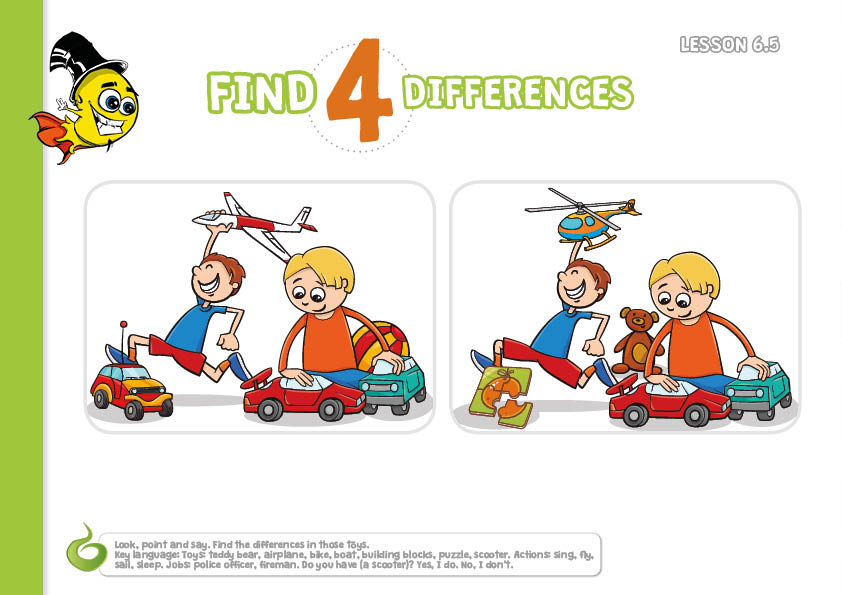 LESSON 6.5
FIND 4 DIFFERENCES
Look, point and say. Find the differences in those toys.
Key language: Toys: teddy bear, airplane, bike, boat, building blocks, puzzle, scooter. Actions: sing, fly,
sail, sleep. Jobs: police officer, fireman. Do you have (a scooter)? Yes, I do. No, I don't.